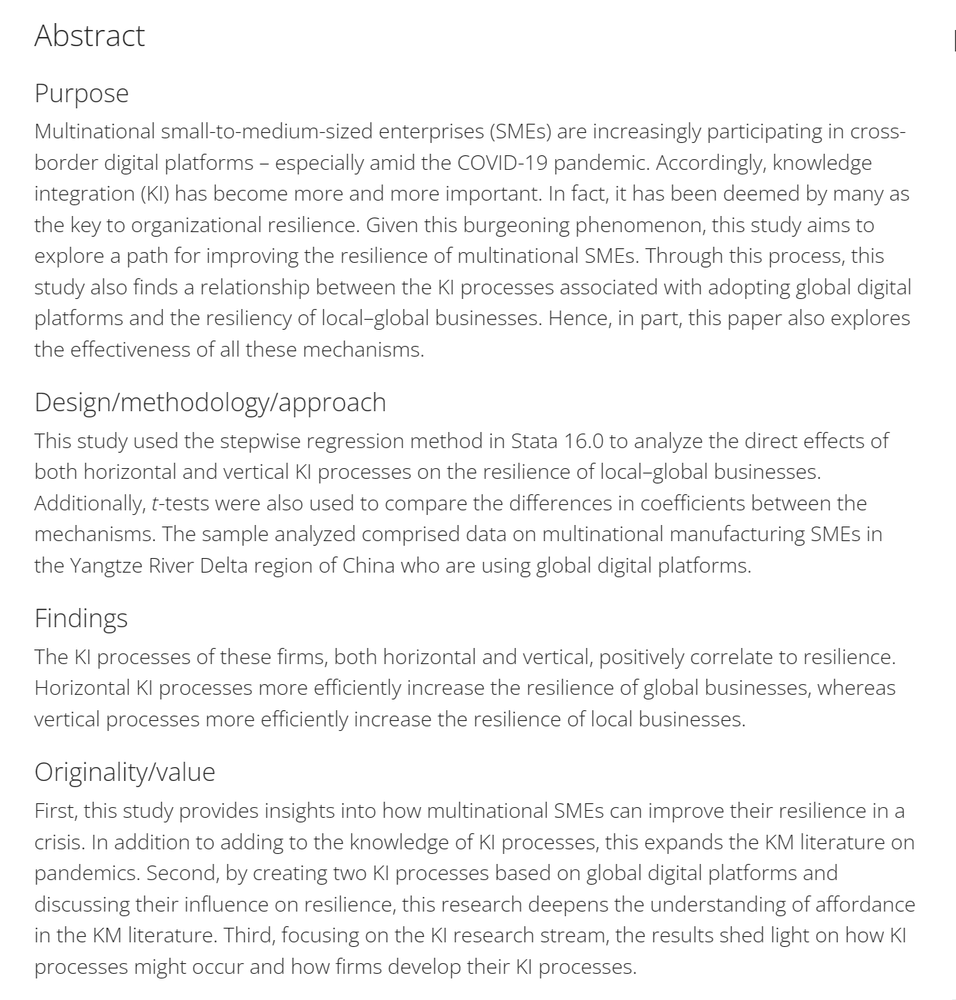 Abstract
Purpose
Multinational small-to-medium-sized enterprises (SMEs) are increasingly participating in cross-
border digital platforms – especially amid the COVID-19 pandemic. Accordingly, knowledge
integration (KI) has become more and more important. In fact, it has been deemed by many as
the key to organizational resilience. Given this burgeoning phenomenon, this study aims to
explore a path for improving the resilience of multinational SMEs. Through this process, this
study also finds a relationship between the KI processes associated with adopting global digital
platforms and the resiliency of local–global businesses. Hence, in part, this paper also explores
the effectiveness of all these mechanisms.
Design/methodology/approach
This study used the stepwise regression method in Stata 16.0 to analyze the direct effects of
both horizontal and vertical KI processes on the resilience of local–global businesses.
Additionally, t-tests were also used to compare the differences in coefficients between the
mechanisms. The sample analyzed comprised data on multinational manufacturing SMEs in
the Yangtze River Delta region of China who are using global digital platforms.
Findings
The KI processes of these firms, both horizontal and vertical, positively correlate to resilience.
Horizontal KI processes more efficiently increase the resilience of global businesses, whereas
vertical processes more efficiently increase the resilience of local businesses.
Originality/value
First, this study provides insights into how multinational SMEs can improve their resilience in a
crisis. In addition to adding to the knowledge of KI processes, this expands the KM literature on
pandemics. Second, by creating two KI processes based on global digital platforms and
discussing their influence on resilience, this research deepens the understanding of affordance
in the KM literature. Third, focusing on the KI research stream, the results shed light on how KI
processes might occur and how firms develop their KI processes.